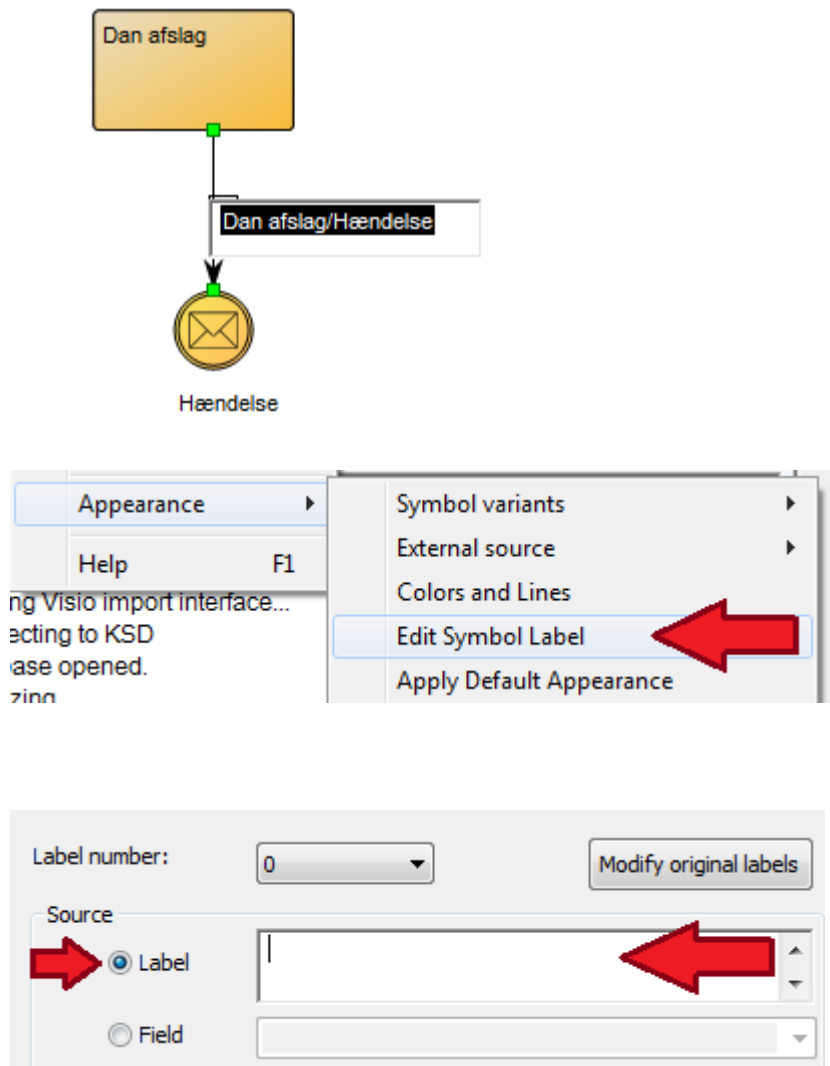 Dan afslag
Dan afslag/Hændelse
Hændelse
Appearance
Symbol variants
Help F1
External source
ng Visio import interface...
Colors and Lines
ecting to KSD
Edit Symbol Label
ase opened.
Apply Default Appearance
zing
Label number: 0 Modify original labels
Source
Label
Field